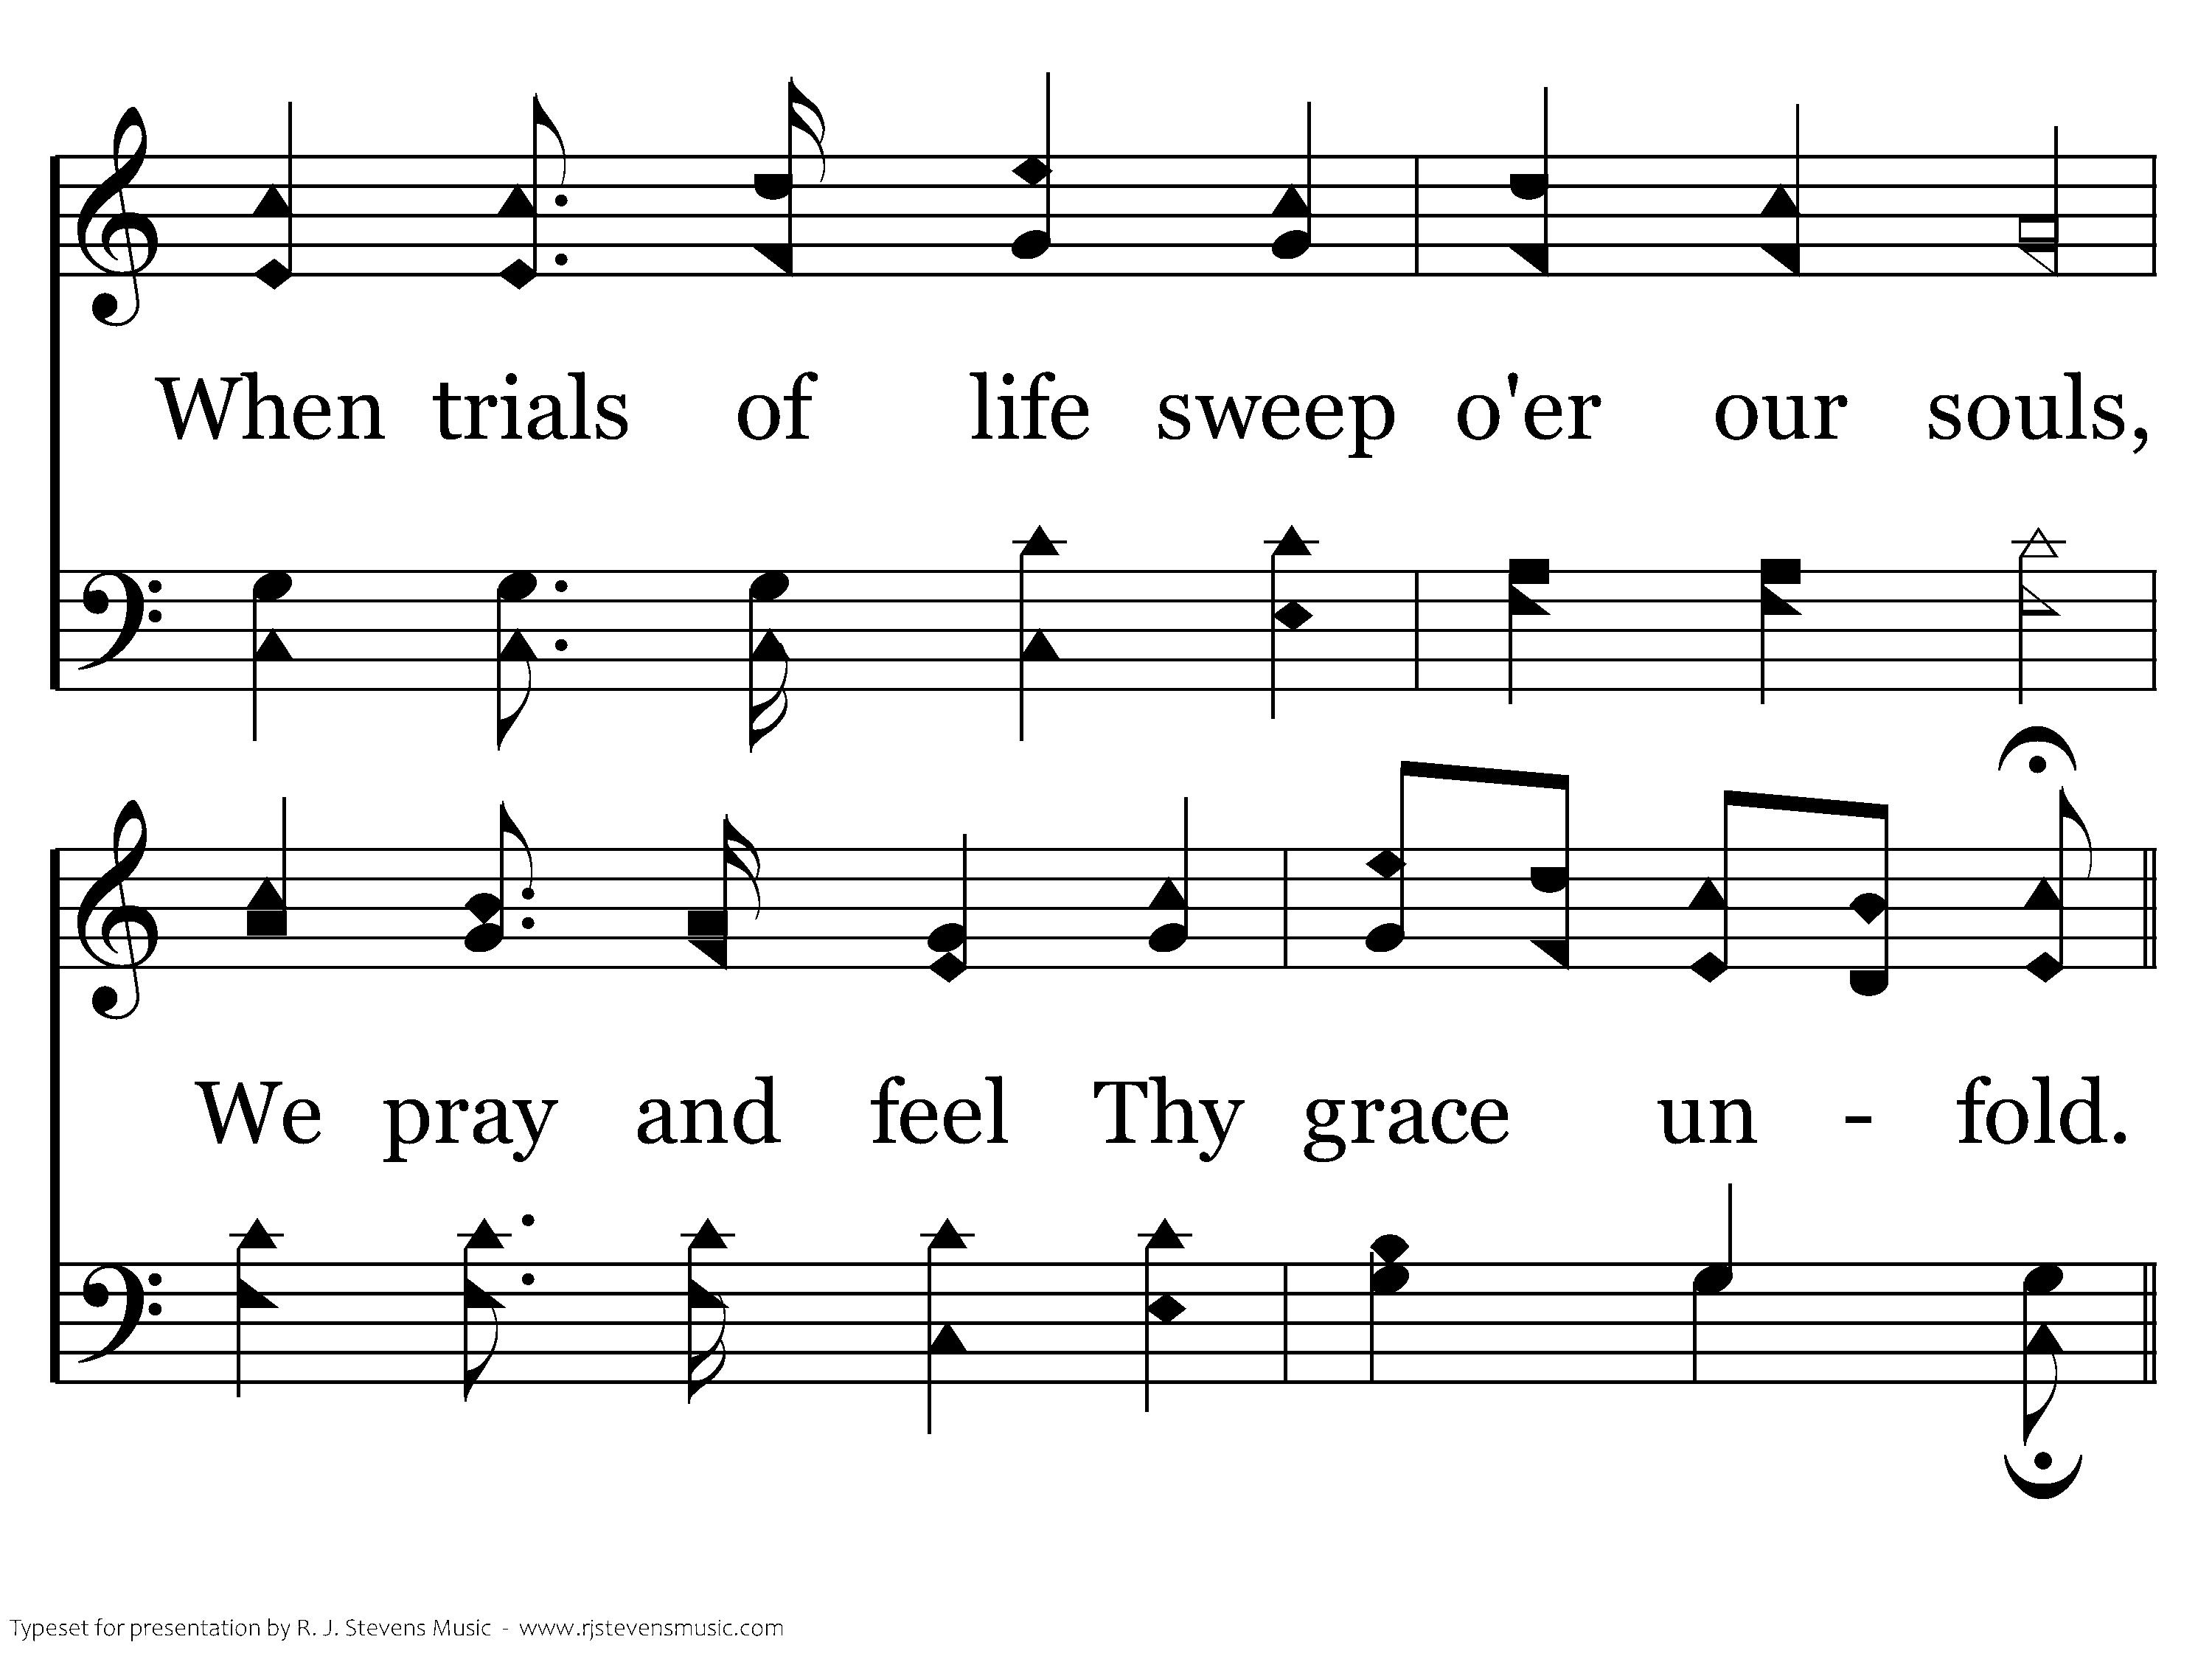 When trials of life sweep o'er our souls,
We pray and feel Thy grace un - fold.
Typeset for presentation by R. J. Stevens Music - www.rjstevensmusic.com